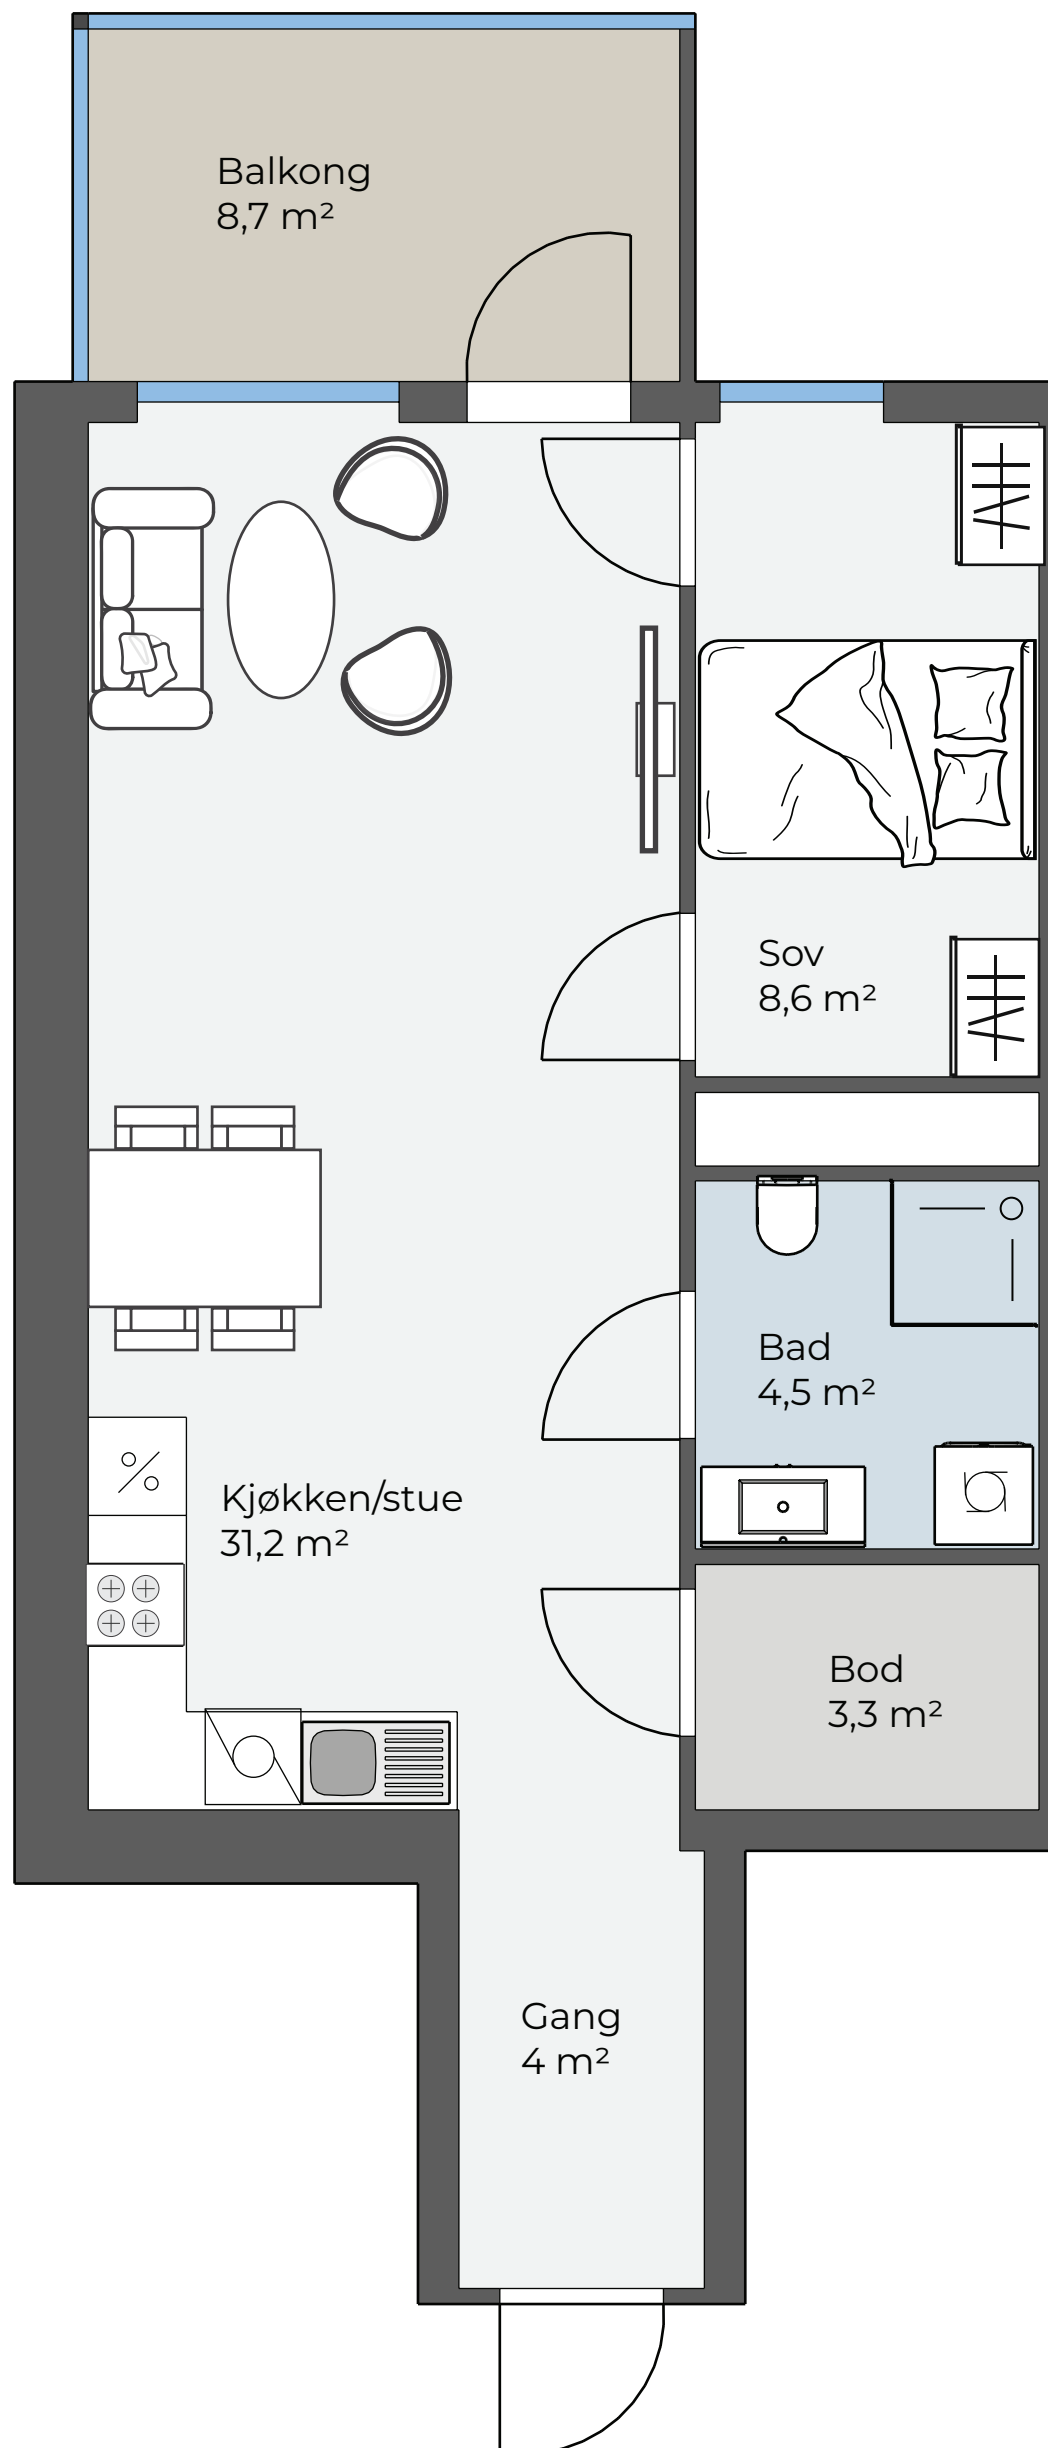 Balkong
8,7 m²
Sov
8,6 m²
Bad
4,5 m²
Kjøkken/stue
31,2 m²
Bod
3,3 m²
Gang
4 m²